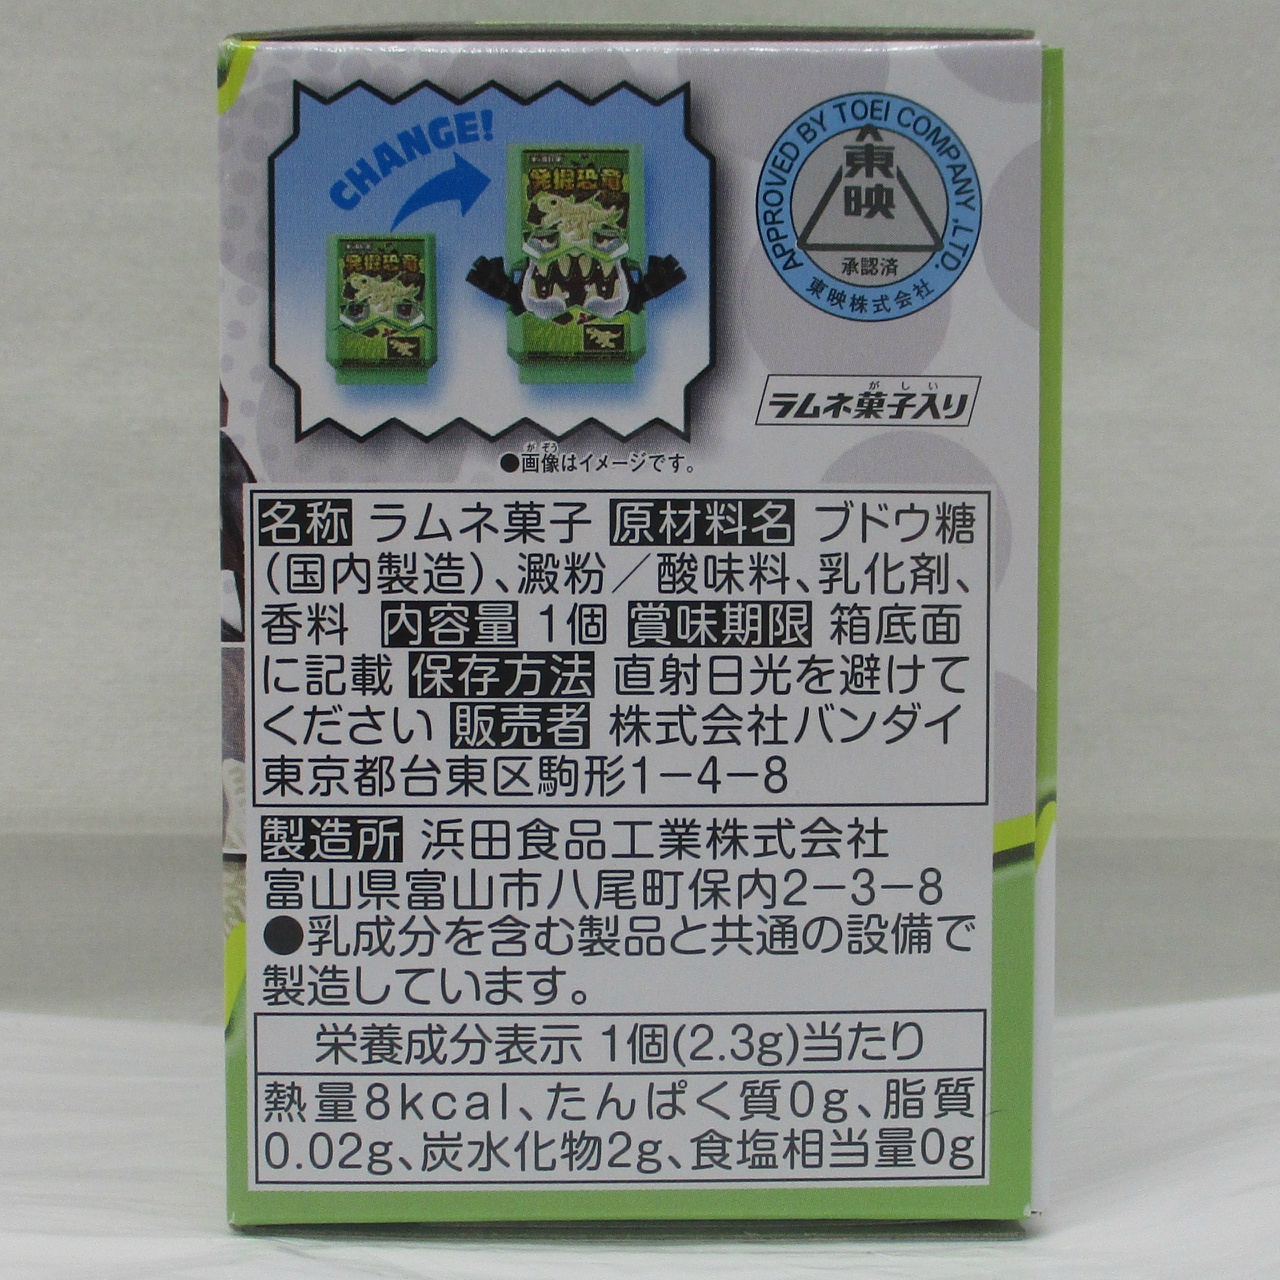 CHANGE!
発掘恐竜
発掘恐竜
APPROVED BY TOEI COMPANY ,LTD.
東映
承認済
東映株式会社
がしい
ラムネ菓子入り
がぞう
●画像はイメージです。
名称 ラムネ菓子 原材料名 ブドウ糖
(国内製造)、澱粉／酸味料、乳化剤、
香料 内容量 1個 賞味期限 箱底面
に記載 保存方法 直射日光を避けて
ください 販売者 株式会社バンダイ
東京都台東区駒形1-4-8
製造所 浜田食品工業株式会社
富山県富山市八尾町保内2-3-8
●乳成分を含む製品と共通の設備で
製造しています。
栄養成分表示 1個(2.3g)当たり
熱量8kcal、たんぱく質0g、脂質
0.02g、炭水化物2g、食塩相当量0g